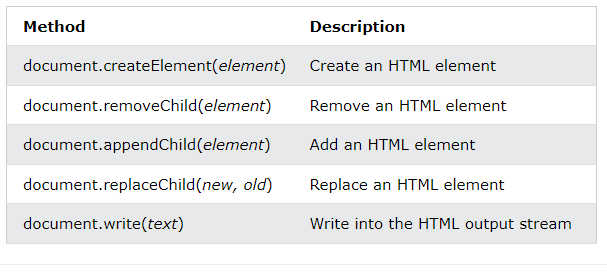 Method Description
document.createElement(element) Create an HTML element
document.removeChild(element) Remove an HTML element
document.appendChild(element) Add an HTML element
document.replaceChild(new, old) Replace an HTML element
document.write(text) Write into the HTML output stream